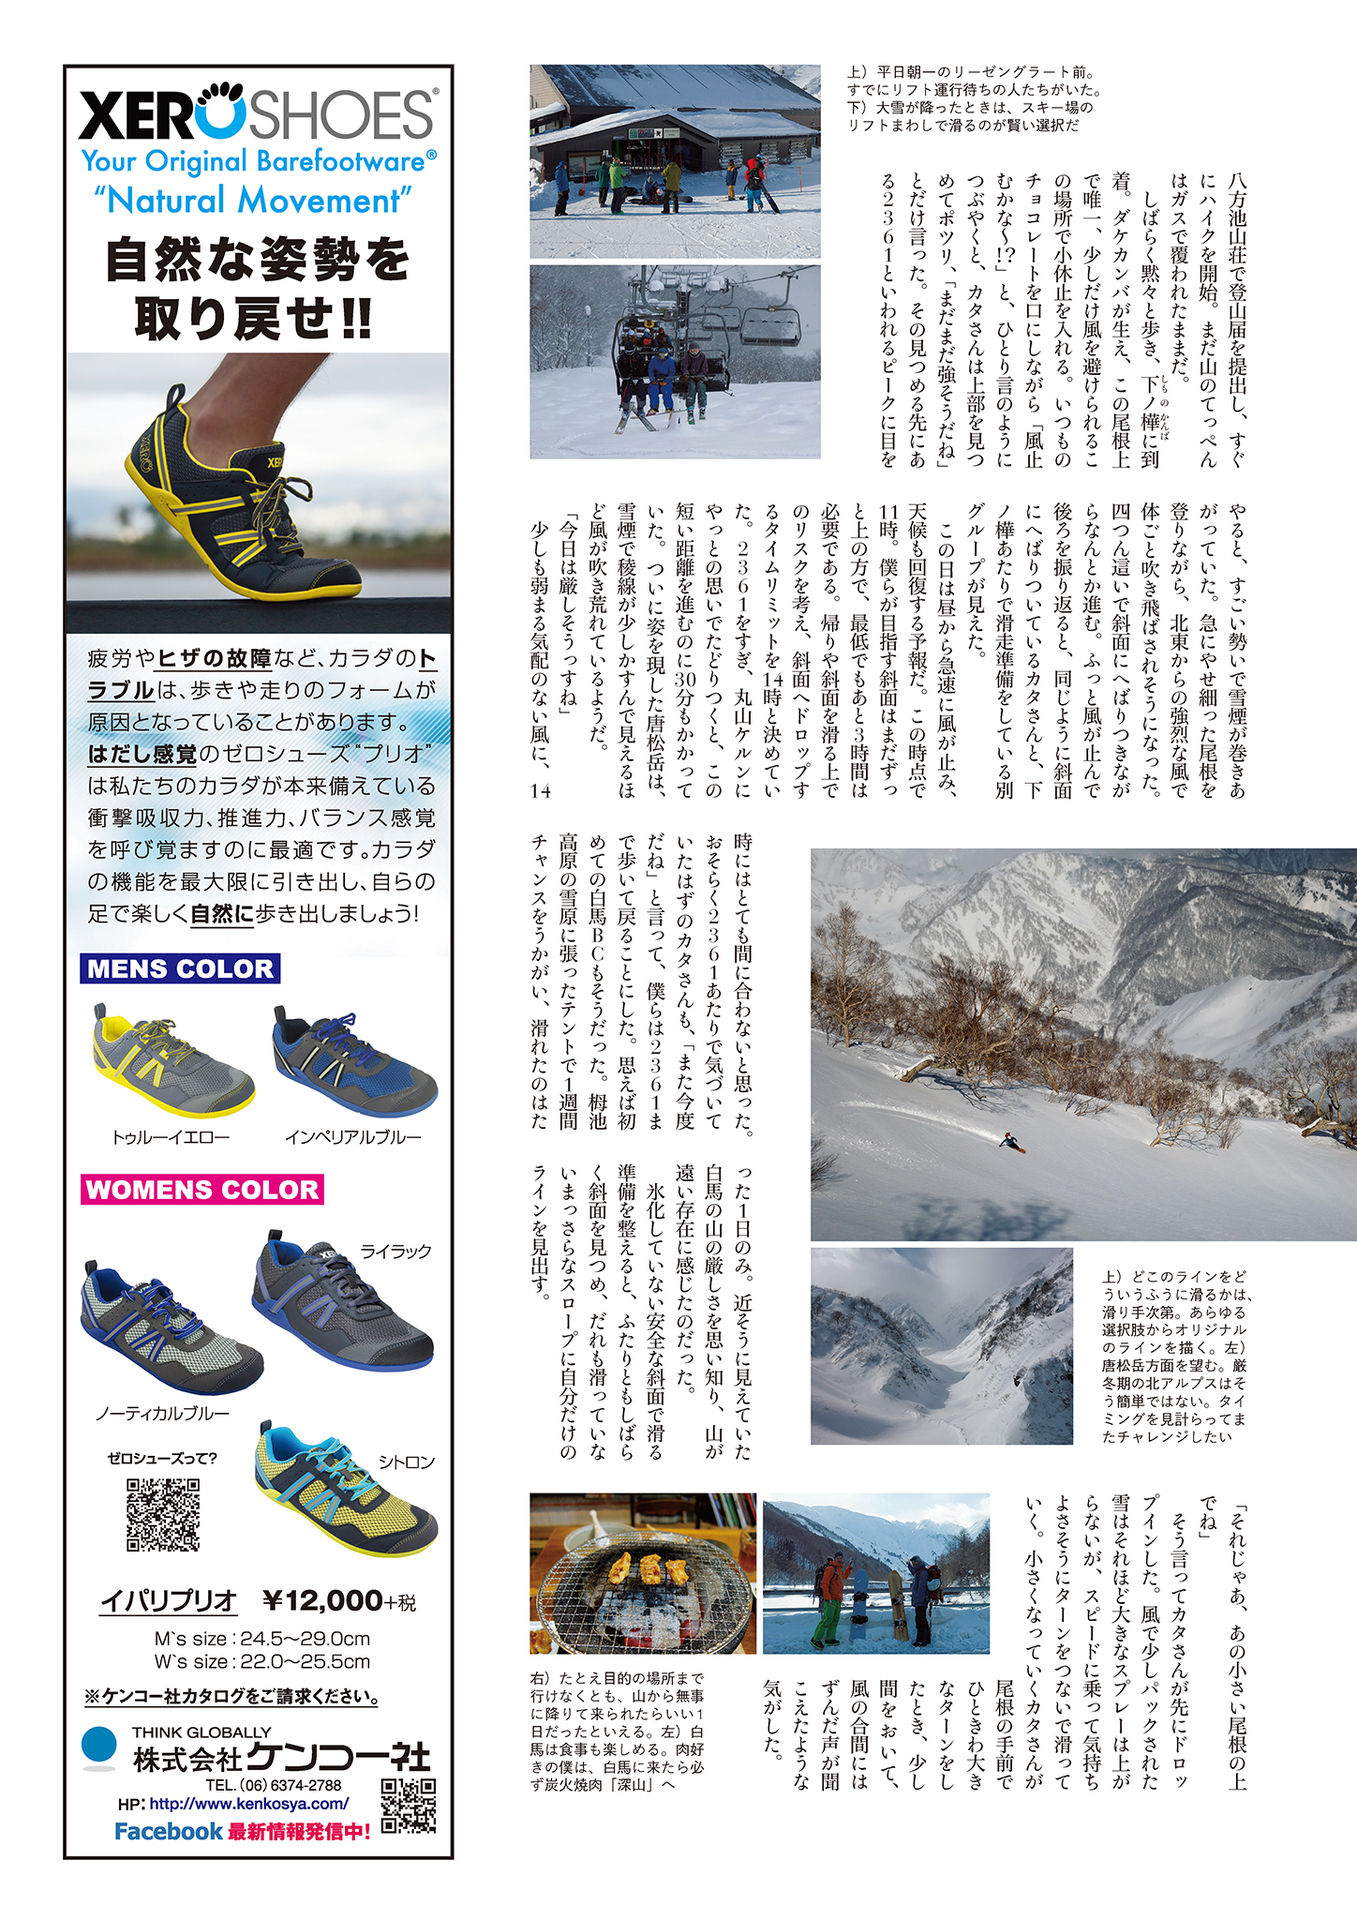 XEROSHOES®
Your Original Barefootware®
“Natural Movement”
自然な姿勢を
取り戻せ!!
XERO
疲労やヒザの故障など、カラダのト
ラブルは、歩きや走りのフォームが
原因となっていることがあります。
はだし感覚のゼロシューズ“プリオ”
は私たちのカラダが本来備えている
衝撃吸収力、推進力、バランス感覚
を呼び覚ますのに最適です。カラダ
の機能を最大限に引き出し、自らの
足で楽しく自然に歩き出しましょう!
MENS COLOR
トゥルーイエロー
インペリアルブルー
WOMENS COLOR
ライラック
ノーティカルブルー
ゼロシューズって?
シトロン
イパリプリオ ¥12,000+税
M`s size：24.5〜29.0cm
W`s size：22.0〜25.5cm
※ケンコー社カタログをご請求ください。
THINK GLOBALLY
株式会社ケンコー社
TEL.（06）6374-2788
HP：http://www.kenkosya.com/
Facebook 最新情報発信中!
上）平日朝一のリーゼングラート前。
すでにリフト運行待ちの人たちがいた。
下）大雪が降ったときは、スキー場の
リフトまわしで滑るのが賢い選択だ
八方池山荘で登山届を提出し、すぐ
にハイクを開始。まだ山のてっぺん
はガスで覆われたままだ。
しばらく黙々と歩き、下ノ樺に到
しものかんば
着。ダケカンバが生え、この尾根上
で唯一、少しだけ風を避けられるこ
の場所で小休止を入れる。いつもの
チョコレートを口にしながら「風止
むかな〜!?」と、ひとり言のように
つぶやくと、カタさんは上部を見つ
めてポツリ、「まだまだ強そうだね」
とだけ言った。その見つめる先にあ
る2361といわれるピークに目を
やると、すごい勢いで雪煙が巻きあ
がっていた。急にやせ細った尾根を
登りながら、北東からの強烈な風で
体ごと吹き飛ばされそうになった。
四つん這いで斜面にへばりつきなが
らなんとか進む。ふっと風が止んで
後ろを振り返ると、同じように斜面
にへばりついているカタさんと、下
ノ樺あたりで滑走準備をしている別
グループが見えた。
この日は昼から急速に風が止み、
天候も回復する予報だ。この時点で
11時。僕らが目指す斜面はまだずっ
と上の方で、最低でもあと3時間は
必要である。帰りや斜面を滑る上で
のリスクを考え、斜面へドロップす
るタイムリミットを14時と決めてい
た。2361をすぎ、丸山ケルンに
やっとの思いでたどりつくと、この
短い距離を進むのに30分もかかって
いた。ついに姿を現した唐松岳は、
雪煙で稜線が少しかすんで見えるほ
ど風が吹き荒れているようだ。
「今日は厳しそうっすね」
少しも弱まる気配のない風に、14
時にはとても間に合わないと思った。
おそらく2361あたりで気づいて
いたはずのカタさんも、「また今度
だね」と言って、僕らは2361ま
で歩いて戻ることにした。思えば初
めての白馬BCもそうだった。栂池
高原の雪原に張ったテントで1週間
チャンスをうかがい、滑れたのはた
った1日のみ。近そうに見えていた
白馬の山の厳しさを思い知り、山が
遠い存在に感じたのだった。
氷化していない安全な斜面で滑る
準備を整えると、ふたりともしばら
く斜面を見つめ、だれも滑っていな
いまっさらなスロープに自分だけの
ラインを見出す。
上）どこのラインをど
ういうふうに滑るかは、
滑り手次第。あらゆる
選択肢からオリジナル
のラインを描く。左）
唐松岳方面を望む。厳
冬期の北アルプスはそ
う簡単ではない。タイ
ミングを見計らってま
たチャレンジしたい
「それじゃあ、あの小さい尾根の上
でね」
そう言ってカタさんが先にドロッ
プインした。風で少しパックされた
雪はそれほど大きなスプレーは上が
らないが、スピードに乗って気持ち
よさそうにターンをつないで滑って
いく。小さくなっていくカタさんが
尾根の手前で
ひときわ大き
なターンをし
たとき、少し
間をおいて、
風の合間には
ずんだ声が聞
こえたような
気がした。
右）たとえ目的の場所まで
行けなくとも、山から無事
に降りて来られたらいい1
日だったといえる。左）白
馬は食事も楽しめる。肉好
きの僕は、白馬に来たら必
ず炭火焼肉「深山」へ